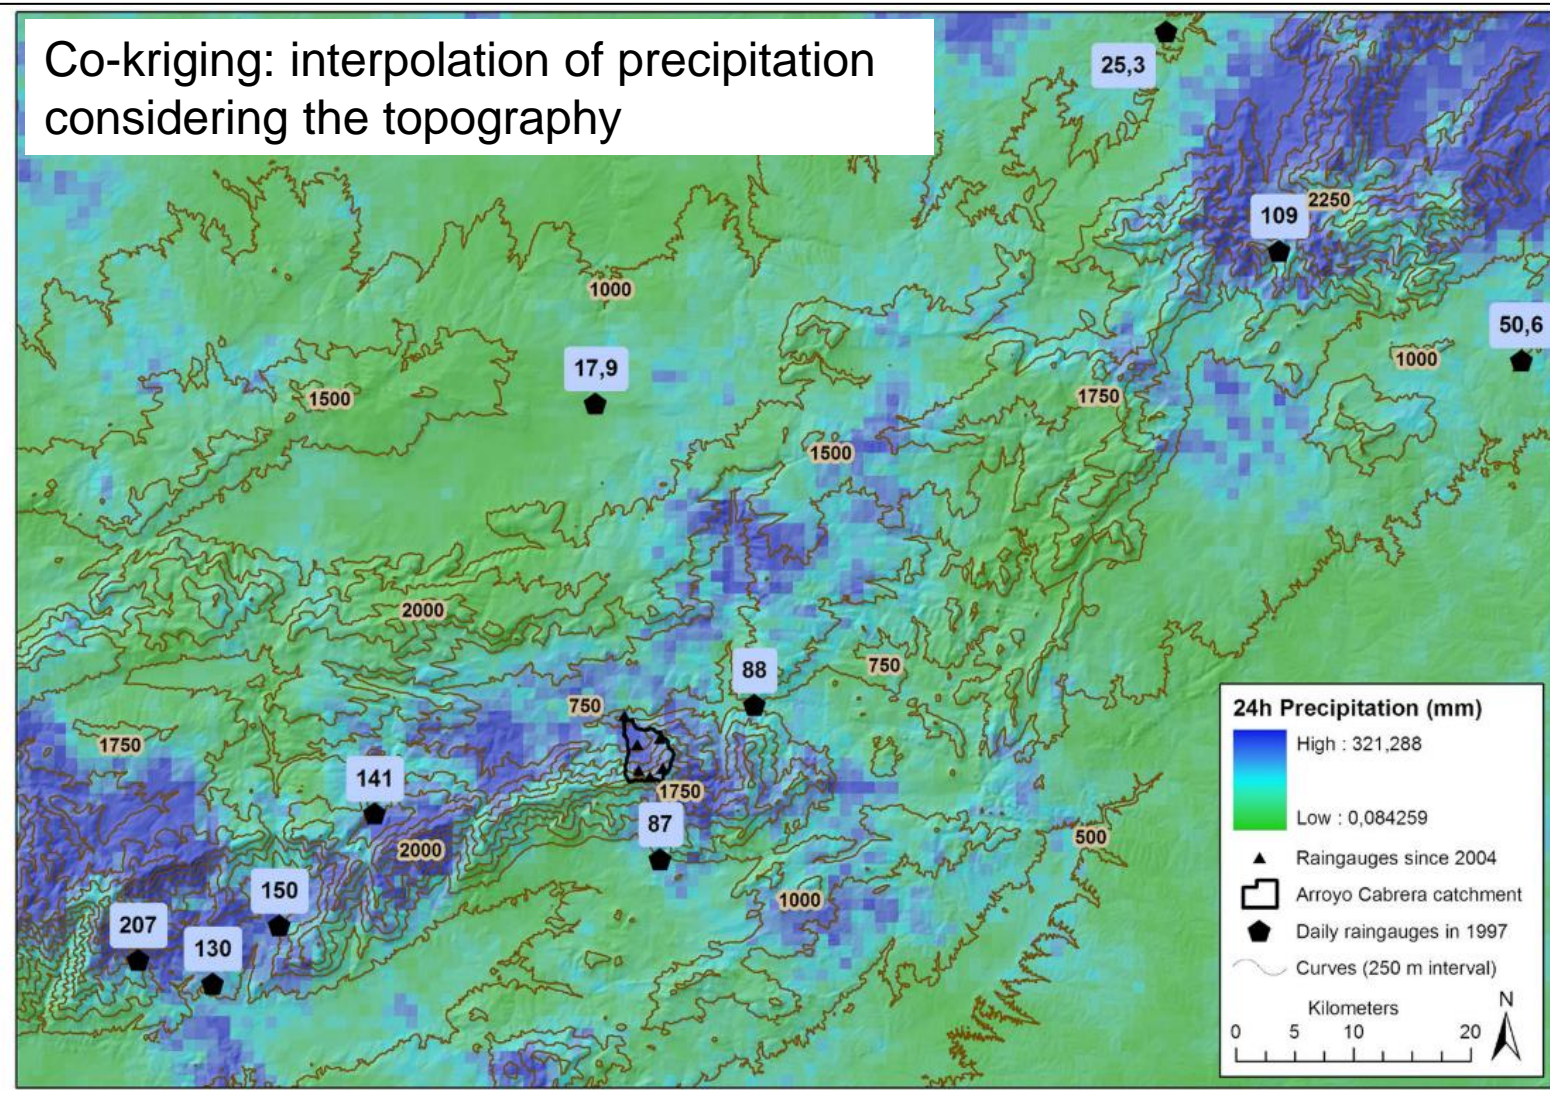 Co-kriging: interpolation of precipitation
considering the topography
25,3
2250
109
1000
50,6
17,9
1000
1500
1750
1500
2000
88
750
750
1750
141
1750
87
2000
500
150
1000
207
130
24h Precipitation (mm)
High : 321,288
Low : 0,084259
Raingauges since 2004
Arroyo Cabrera catchment
Daily raingauges in 1997
Curves (250 m interval)
Kilometers
N
0 5 10 20